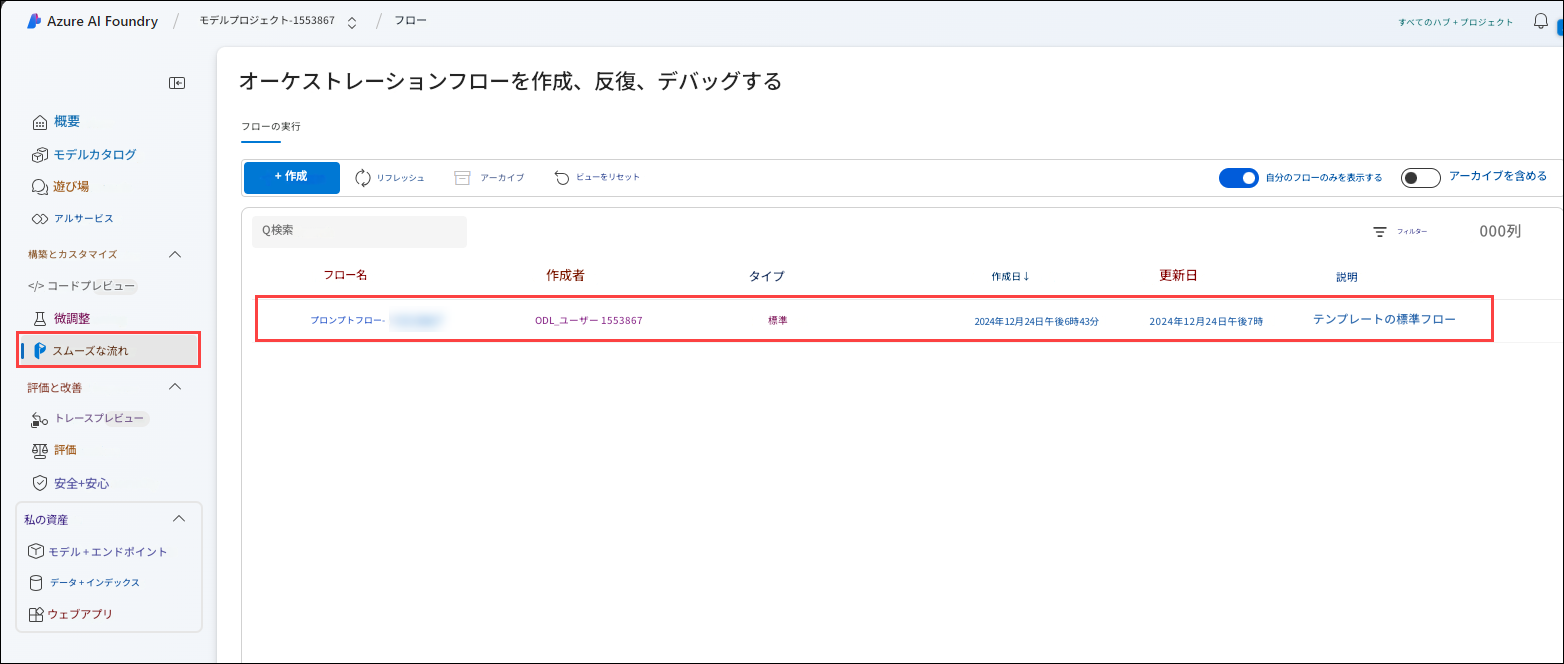 Azure AI Foundry / モデルプロジェクト-1553867 / フロー
すべてのハブ + プロジェクト
オーケストレーションフローを作成、反復、デバッグする
フローの実行
+ 作成 リフレッシュ アーカイブ ビューをリセット 自分のフローのみを表示する アーカイブを含める
Q検索 フィルター 000列
フロー名 作成者 タイプ 作成日↓ 更新日 説明
プロンプトフロー- ODL_ユーザー 1553867 標準 2024年12月24日午後6時43分 2024年12月24日午後7時 テンプレートの標準フロー
概要
モデルカタログ
遊び場
アルサービス
構築とカスタマイズ
</> コードプレビュー
微調整
スムーズな流れ
評価と改善
トレースプレビュー
評価
安全+安心
私の資産
モデル + エンドポイント
データ + インデックス
ウェブアプリ